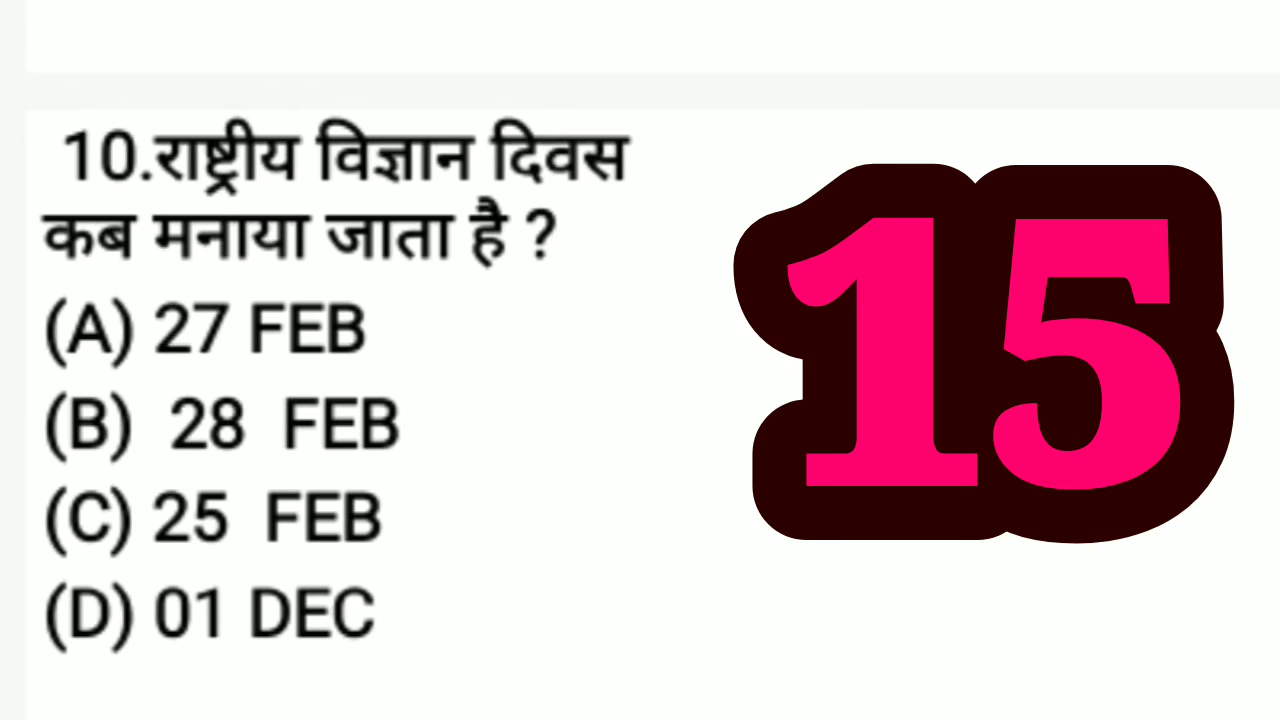 10.राष्ट्रीय विज्ञान दिवस
कब मनाया जाता है ?
(A) 27 FEB
(B) 28 FEB
(C) 25 FEB
(D) 01 DEC
15